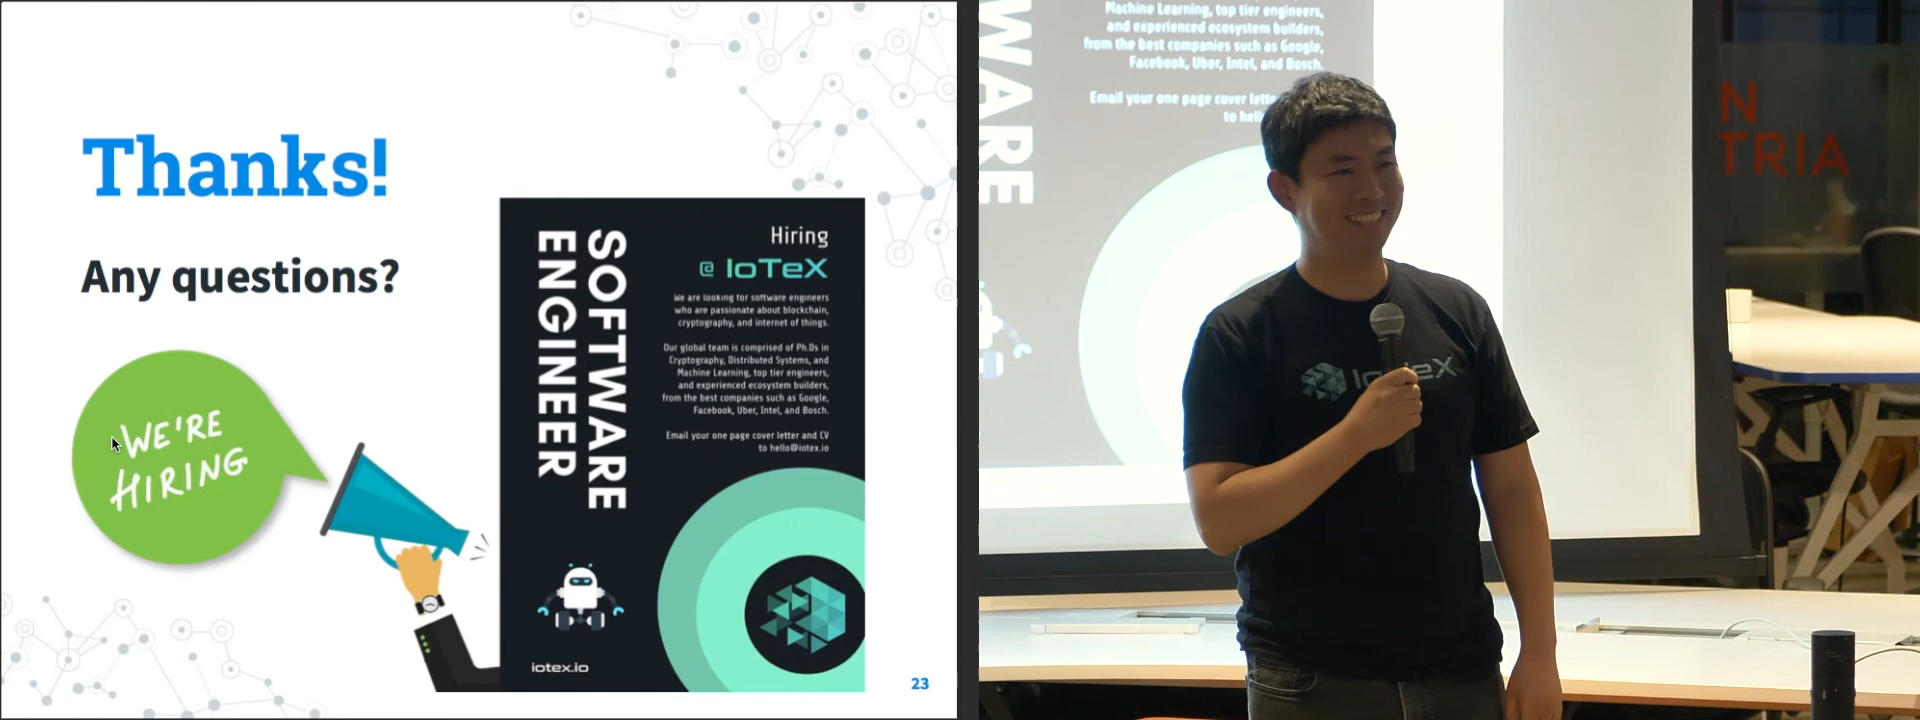 Thanks!
Any questions?
WE'RE
HIRING
SOFTWARE
ENGINEER
Hiring
@ IoTeX
We are looking for software engineers
who are passionate about blockchain,
cryptography, and internet of things.
Our global team is comprised of Ph.Ds in
Cryptography, Distributed Systems, and
Machine Learning, top tier engineers,
and experienced ecosystem builders,
from the best companies such as Google,
Facebook, Uber, Intel, and Bosch.
Email your one page cover letter and CV
to hello@iotex.io
iotex.io
23
WARE
Machine Learning, top tier engineers,
and experienced ecosystem builders,
from the best companies such as Google,
Facebook, Uber, Intel, and Bosch.
Email your one page cover lette
to hell
IoTeX
N
TRIA